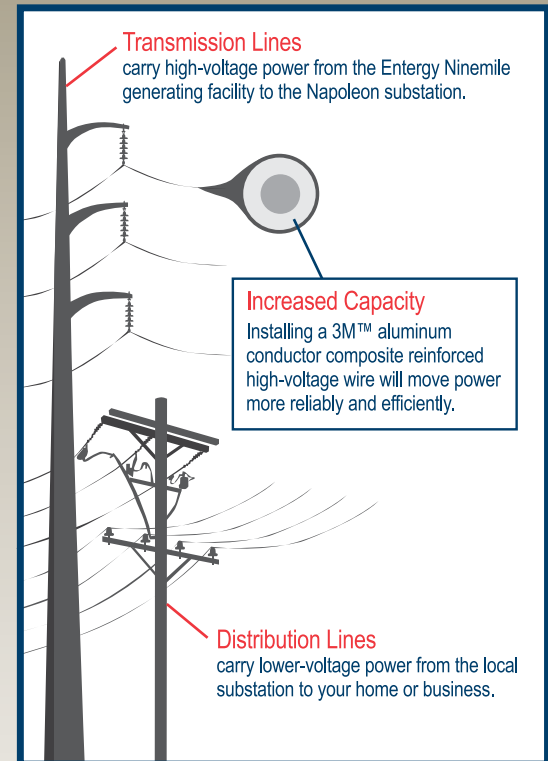 Transmission Lines
carry high-voltage power from the Entergy Ninemile
generating facility to the Napoleon substation.
Increased Capacity
Installing a 3M™ aluminum
conductor composite reinforced
high-voltage wire will move power
more reliably and efficiently.
Distribution Lines
carry lower-voltage power from the local
substation to your home or business.